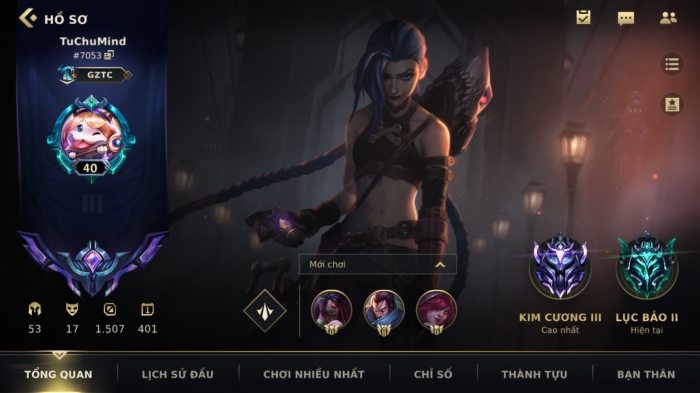 HỒ SƠ
TuChuMind
#7053
GZTC
40
III
53
17
1.507
401
Mới chơi
KIM CƯƠNG III
Cao nhất
LỤC BẢO II
Hiện tại
TỔNG QUAN
LỊCH SỬ ĐẤU
CHƠI NHIỀU NHẤT
CHỈ SỐ
THÀNH TỰU
BẠN THÂN